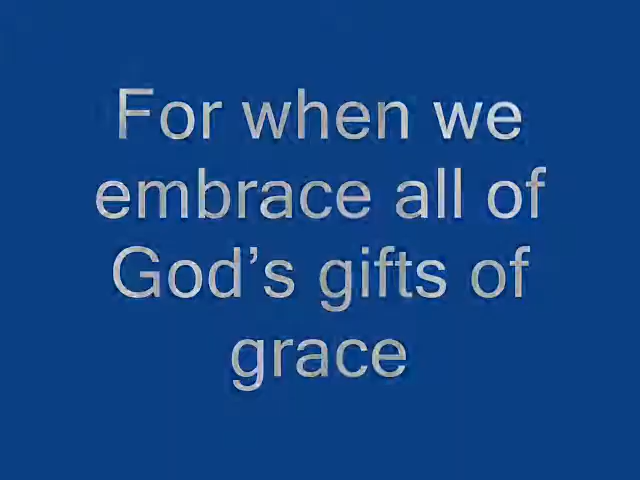 For when we
embrace all of
God’s gifts of
grace